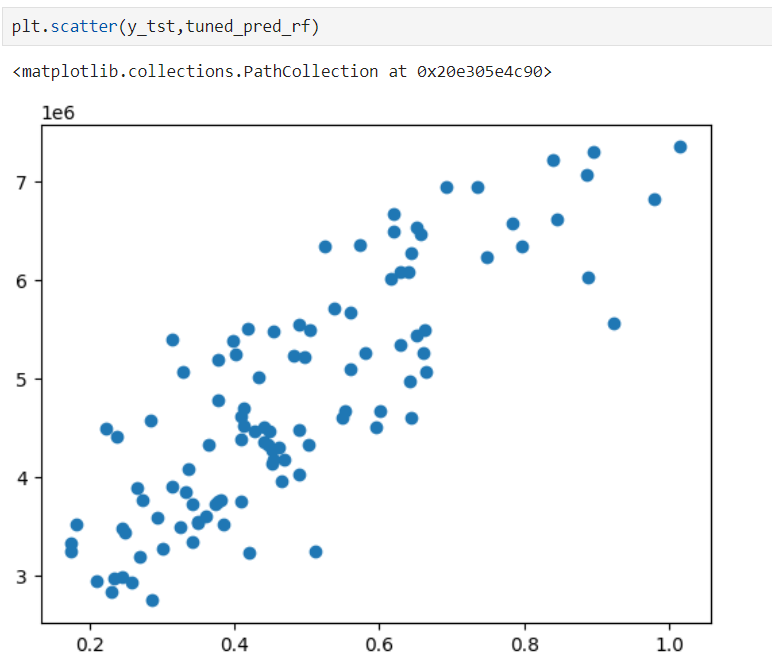 plt.scatter(y_tst,tuned_pred_rf)
<matplotlib.collections.PathCollection at 0x20e305e4c90>
1e6
7
6
5
4
3
0.2 0.4 0.6 0.8 1.0